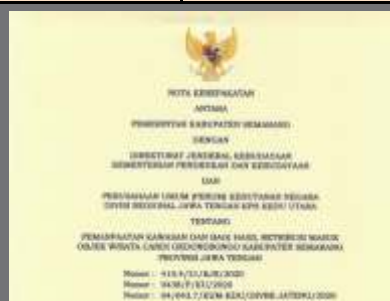 NOTA KESEPAKATAN
ANTARA
PEMERINTAH KABUPATEN SEMARANG
DENGAN
DIREKTORAT JENDERAL KEBUDAYAAN
KEMENTERIAN PENDIDIKAN DAN KEBUDAYAAN
DAN
PERUSAHAAN UMUM (PERUM) KEHUTANAN NEGARA
DIVISI REGIONAL JAWA TENGAH KPH KEDU UTARA
TENTANG
PEMANFAATAN KAWASAN DAN BAGI HASIL RETRIBUSI MASUK
OBJEK WISATA CANDI GEDONGSONGO KABUPATEN SEMARANG
PROVINSI JAWA TENGAH
Nomor :
Nomor :
Nomor :